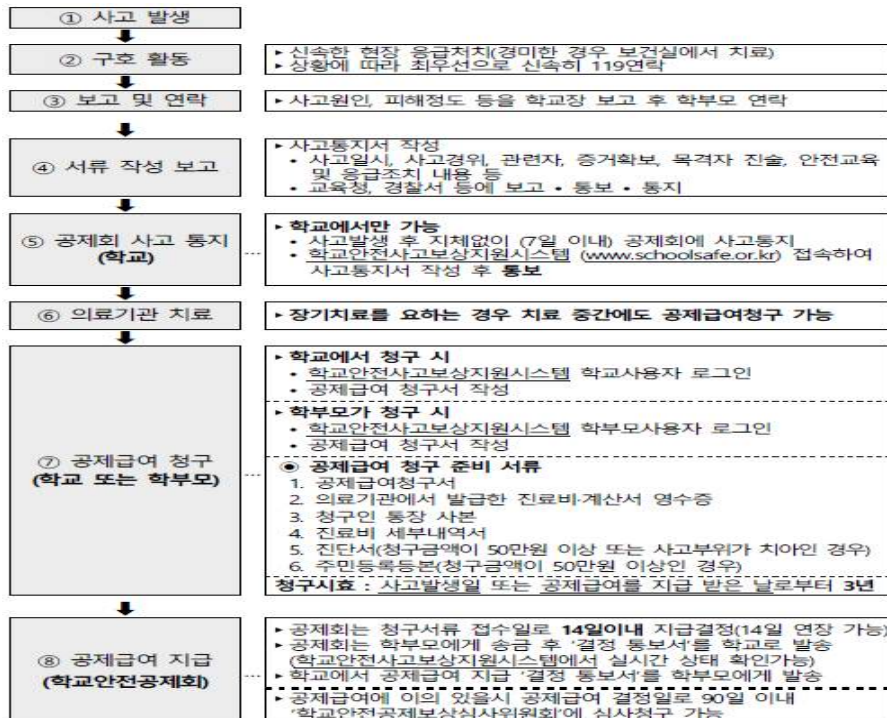 ① 사고 발생
② 구호 활동
▸ 신속한 현장 응급처치(경미한 경우 보건실에서 치료)
▸ 상황에 따라 최우선으로 신속히 119연락
③ 보고 및 연락
▸ 사고원인, 피해정도 등을 학교장 보고 후 학부모 연락
④ 서류 작성 보고
▸ 사고통지서 작성
• 사고일시, 사고경위, 관련자, 증거확보, 목격자 진술, 안전교육
및 응급조치 내용 등
• 교육청, 경찰서 등에 보고 • 통보 • 통지
⑤ 공제회 사고 통지
(학교)
▸ 학교에서만 가능
• 사고발생 후 지체없이 (7일 이내) 공제회에 사고통지
• 학교안전사고보상지원시스템 (www.schoolsafe.or.kr) 접속하여
사고통지서 작성 후 통보
⑥ 의료기관 치료
▸ 장기치료를 요하는 경우 치료 중간에도 공제급여청구 가능
⑦ 공제급여 청구
(학교 또는 학부모)
▸ 학교에서 청구 시
• 학교안전사고보상지원시스템 학교사용자 로그인
• 공제급여 청구서 작성
▸ 학부모가 청구 시
• 학교안전사고보상지원시스템 학부모사용자 로그인
• 공제급여 청구서 작성
◉ 공제급여 청구 준비 서류
1. 공제급여청구서
2. 의료기관에서 발급한 진료비·계산서 영수증
3. 청구인 통장 사본
4. 진료비 세부내역서
5. 진단서(청구금액이 50만원 이상 또는 사고부위가 치아인 경우)
6. 주민등록등본(청구금액이 50만원 이상인 경우)
청구시효 : 사고발생일 또는 공제급여를 지급 받은 날로부터 3년
⑧ 공제급여 지급
(학교안전공제회)
▸ 공제회는 청구서류 접수일로 14일이내 지급결정(14일 연장 가능)
▸ 공제회는 학부모에게 송금 후 '결정 통보서'를 학교로 발송
(학교안전사고보상지원시스템에서 실시간 상태 확인가능)
▸ 학교에서 공제급여 지급 '결정 통보서'를 학부모에게 발송
▸ 공제급여에 이의 있을시 공제급여 결정일로 90일 이내
'학교안전공제보상심사위원회'에 심사청구 가능